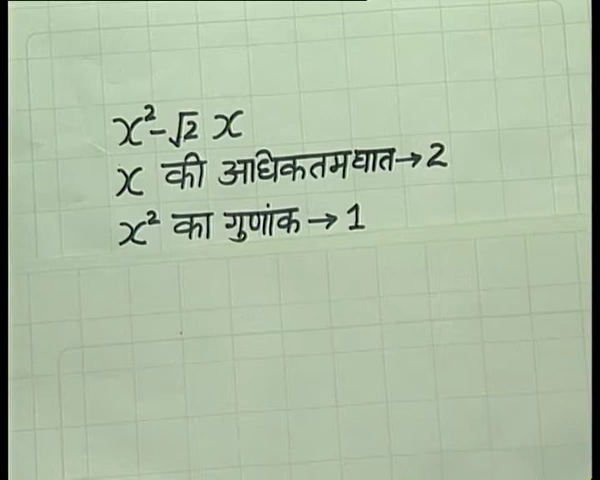 x²-√2 x
x की अधिकतमघात→2
x² का गुणांक→1